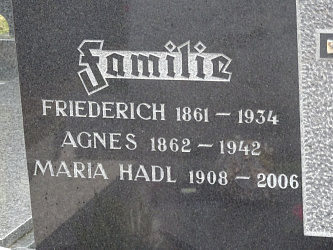 Familie
FRIEDERICH 1861 – 1934
AGNES 1862 – 1942
MARIA HADL 1908 – 2006